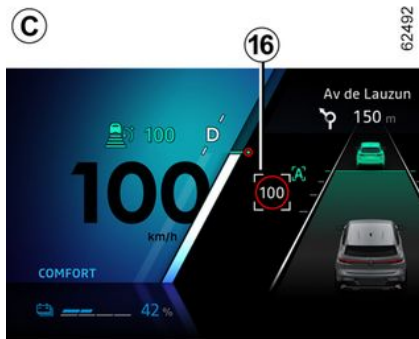 C
16
62492
Av de Lauzun
150 m
100
D
100
km/h
A
100
COMFORT
42 %